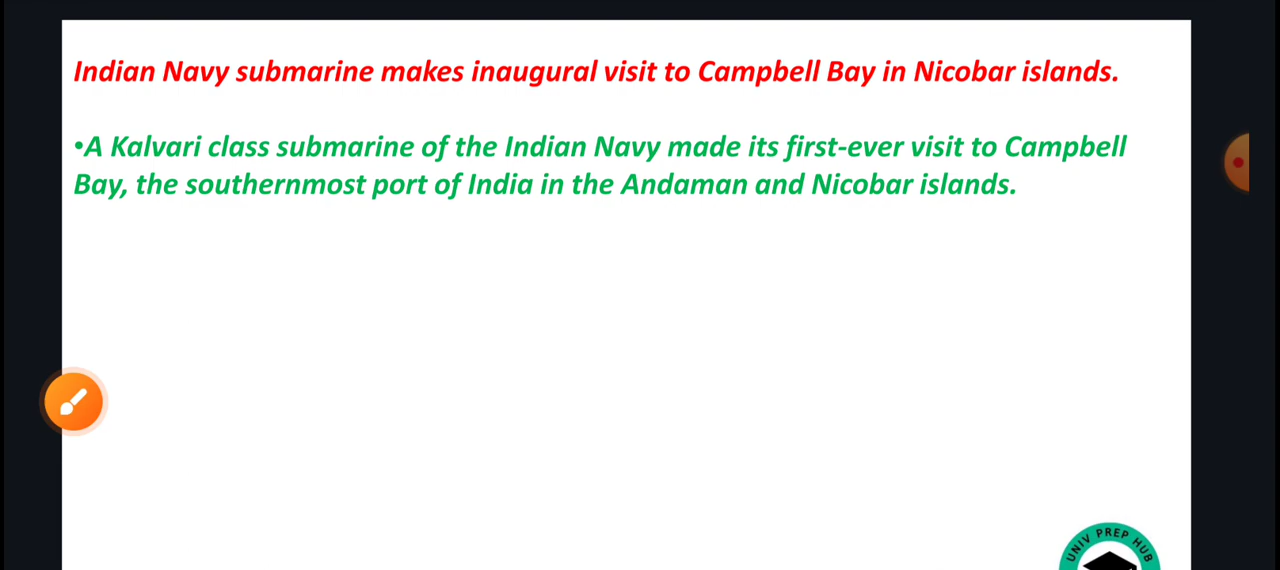 Indian Navy submarine makes inaugural visit to Campbell Bay in Nicobar islands.
•A Kalvari class submarine of the Indian Navy made its first-ever visit to Campbell
Bay, the southernmost port of India in the Andaman and Nicobar islands.
UNIV PREP HUB